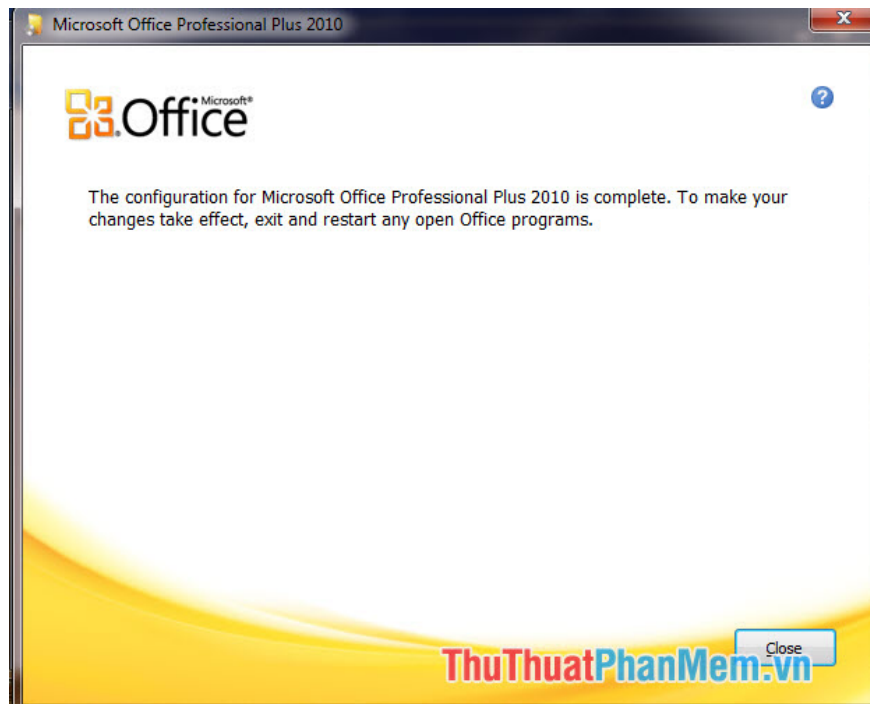 Microsoft Office Professional Plus 2010
Microsoft®
Office
The configuration for Microsoft Office Professional Plus 2010 is complete. To make your
changes take effect, exit and restart any open Office programs.
Close
ThuThuatPhanMem.vn